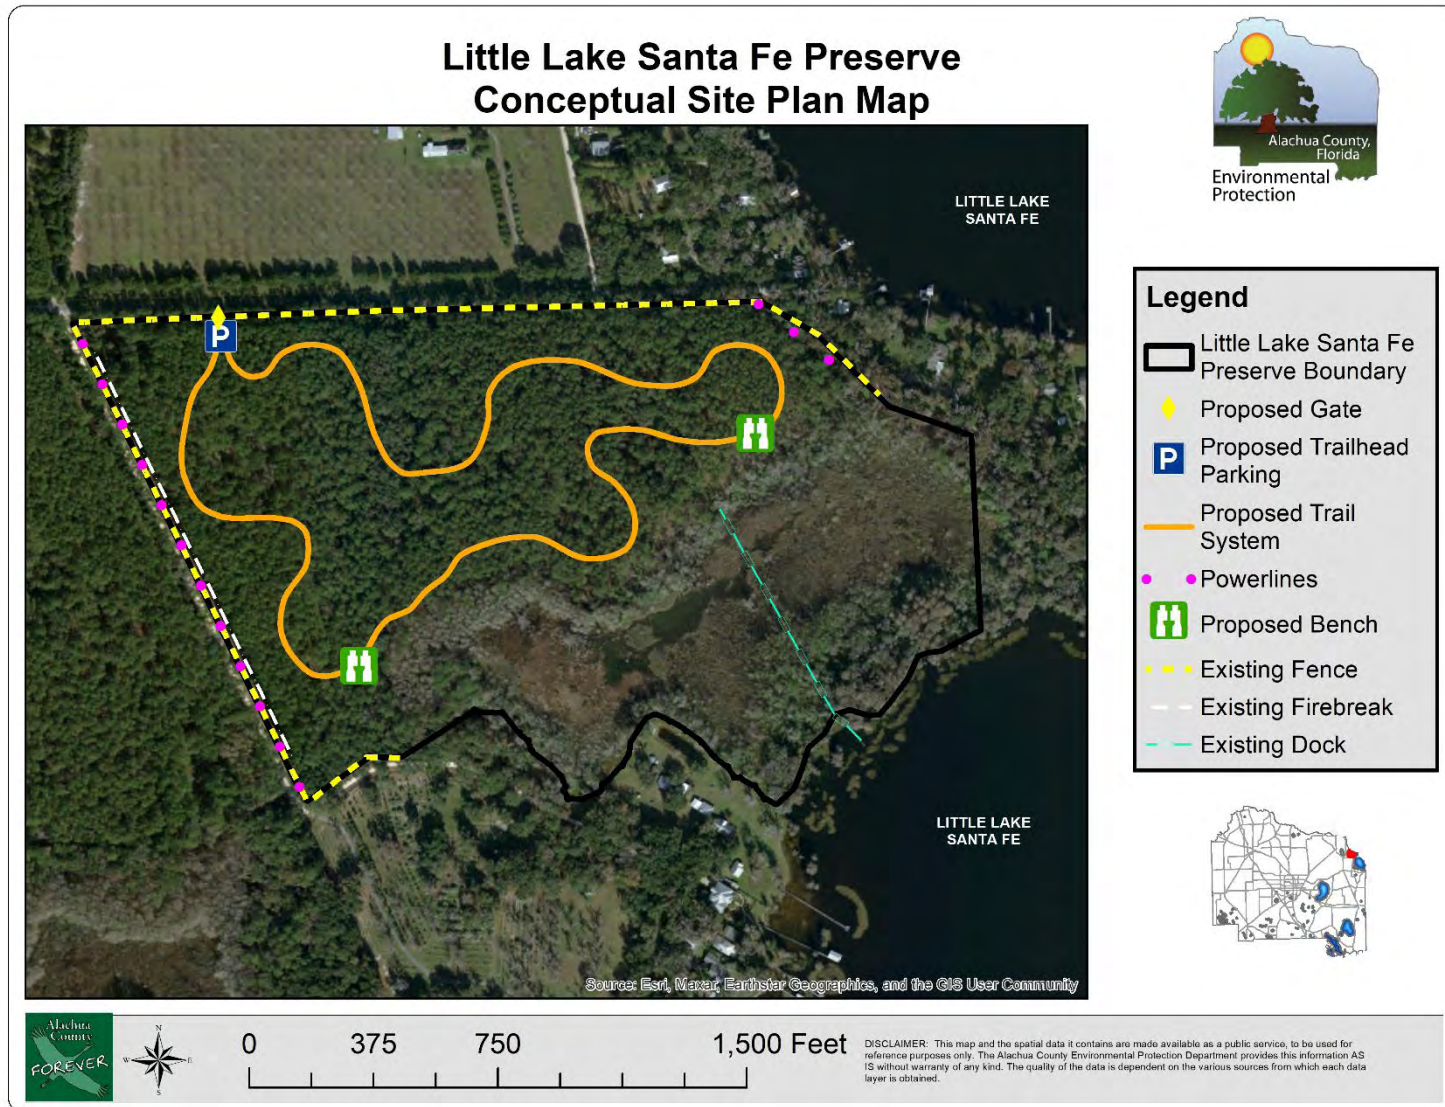 Little Lake Santa Fe Preserve
Conceptual Site Plan Map
Alachua County,
Florida
Environmental
Protection
LITTLE LAKE
SANTA FE
P
Legend
Little Lake Santa Fe
Preserve Boundary
Proposed Gate
P
Proposed Trailhead
Parking
Proposed Trail
System
Powerlines
Proposed Bench
Existing Fence
Existing Firebreak
Existing Dock
LITTLE LAKE
SANTA FE
Source: Esri, Maxar, Earthstar Geographics, and the GIS User Community
Alachua
County
FOREVER
N
W
E
S
0 375 750 1,500 Feet
DISCLAIMER: This map and the spatial data it contains are made available as a public service, to be used for
reference purposes only. The Alachua County Environmental Protection Department provides this information AS
IS without warranty of any kind. The quality of the data is dependent on the various sources from which each data
layer is obtained.